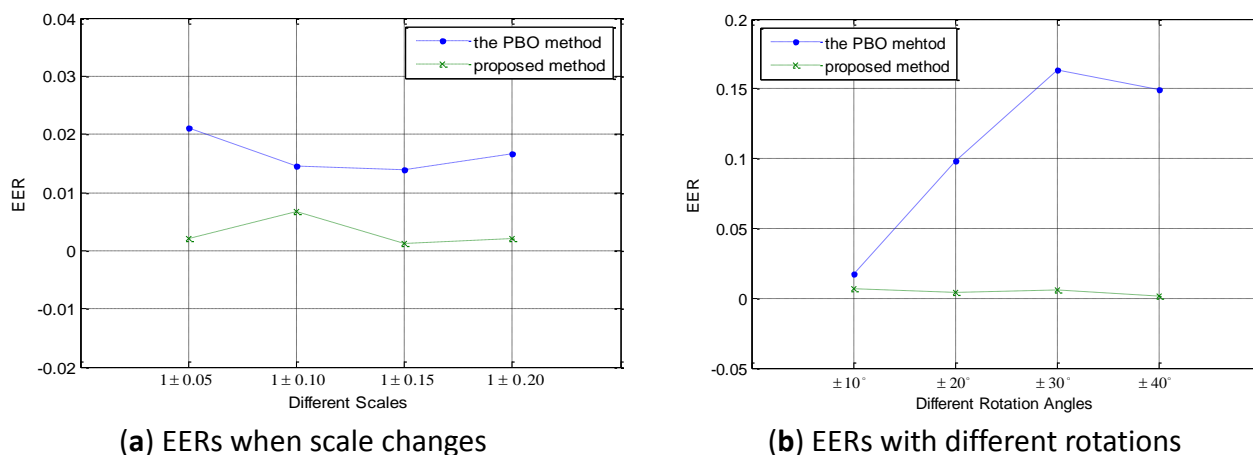 0.04
0.03
0.02
0.01
0
-0.01
-0.02
EER
the PBO method
proposed method
1 ± 0.05 1 ± 0.10 1 ± 0.15 1 ± 0.20
Different Scales
(a) EERs when scale changes
0.2
0.15
0.1
0.05
0
-0.05
EER
the PBO mehtod
proposed method
±10° ±20° ±30° ±40°
Different Rotation Angles
(b) EERs with different rotations